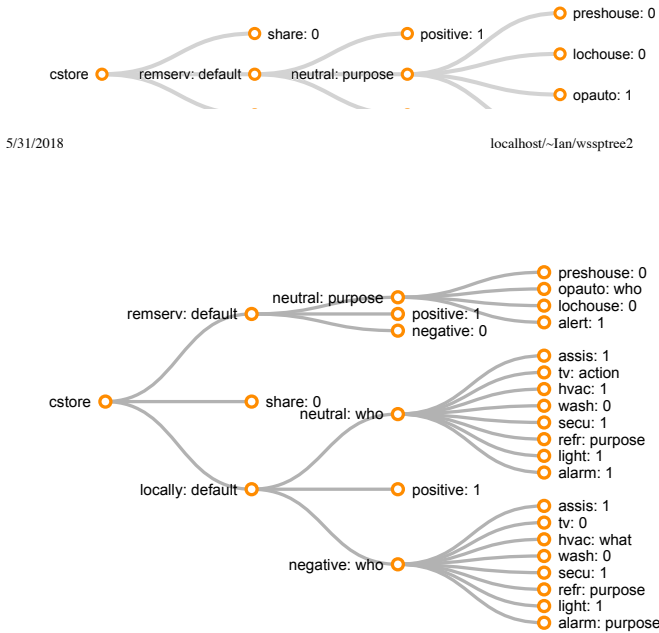 preshouse: 0
share: 0
positive: 1
lochouse: 0
cstore
remserv: default
neutral: purpose
opauto: 1
5/31/2018
localhost/~Ian/wssptree2
preshouse: 0
neutral: purpose
opauto: who
remserv: default
positive: 1
lochouse: 0
negative: 0
alert: 1
assis: 1
tv: action
cstore
share: 0
hvac: 1
neutral: who
wash: 0
secu: 1
refr: purpose
light: 1
alarm: 1
locally: default
positive: 1
assis: 1
tv: 0
hvac: what
negative: who
wash: 0
secu: 1
refr: purpose
light: 1
alarm: purpose